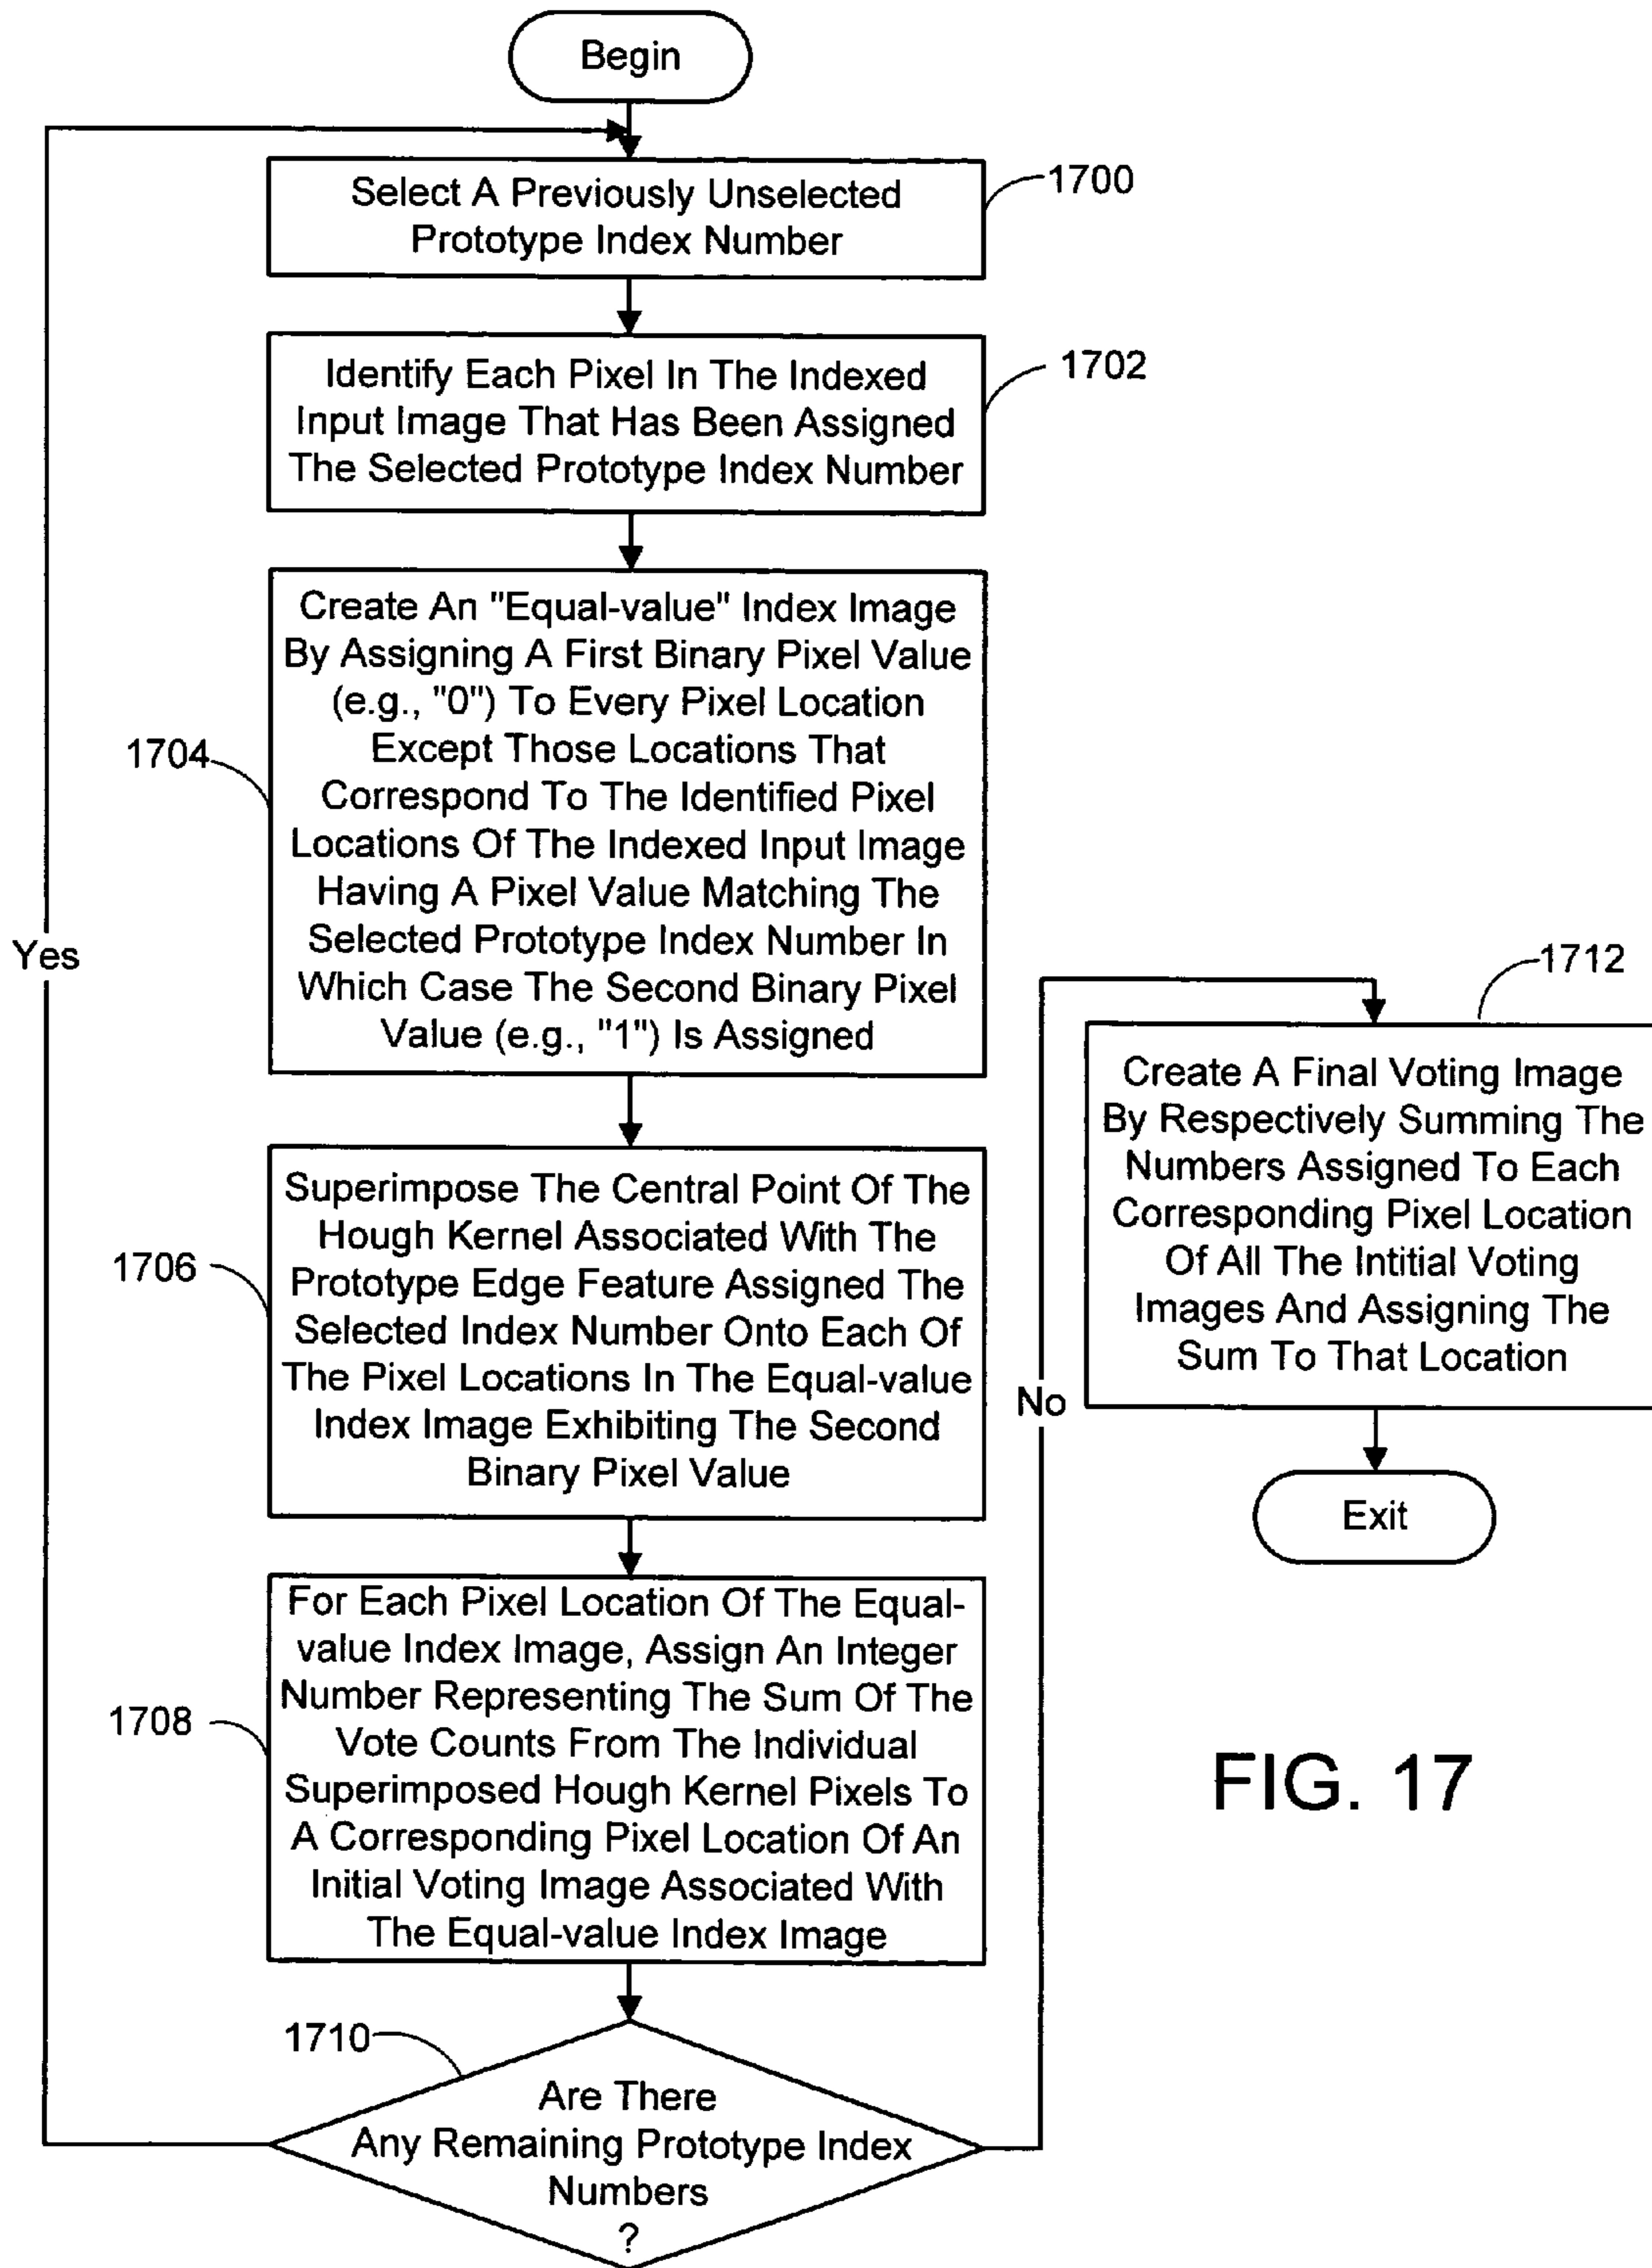 Begin
Select A Previously Unselected
Prototype Index Number
1700
Identify Each Pixel In The Indexed
Input Image That Has Been Assigned
The Selected Prototype Index Number
1702
Create An "Equal-value" Index Image
By Assigning A First Binary Pixel Value
(e.g., "0") To Every Pixel Location
Except Those Locations That
Correspond To The Identified Pixel
Locations Of The Indexed Input Image
Having A Pixel Value Matching The
Selected Prototype Index Number In
Which Case The Second Binary Pixel
Value (e.g., "1") Is Assigned
1704
Yes
Superimpose The Central Point Of The
Hough Kernel Associated With The
Prototype Edge Feature Assigned The
Selected Index Number Onto Each Of
The Pixel Locations In The Equal-value
Index Image Exhibiting The Second
Binary Pixel Value
1706
For Each Pixel Location Of The Equal-
value Index Image, Assign An Integer
Number Representing The Sum Of The
Vote Counts From The Individual
Superimposed Hough Kernel Pixels To
A Corresponding Pixel Location Of An
Initial Voting Image Associated With
The Equal-value Index Image
1708
1710
Are There
Any Remaining Prototype Index
Numbers
?
No
1712
Create A Final Voting Image
By Respectively Summing The
Numbers Assigned To Each
Corresponding Pixel Location
Of All The Intitial Voting
Images And Assigning The
Sum To That Location
Exit
FIG. 17